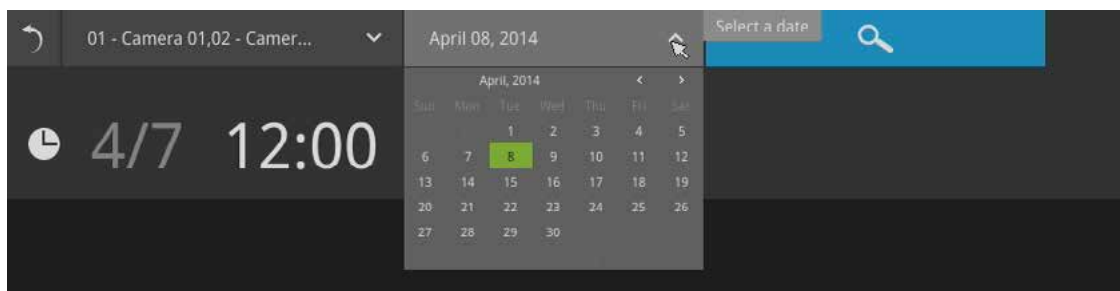 01 - Camera 01,02 - Camer...
April 08, 2014
Select a date
April, 2014
< >
Sun Mon Tue Wed Thu Fri Sat
1 2 3 4 5
6 7 8 9 10 11 12
13 14 15 16 17 18 19
20 21 22 23 24 25 26
27 28 29 30
4/7 12:00